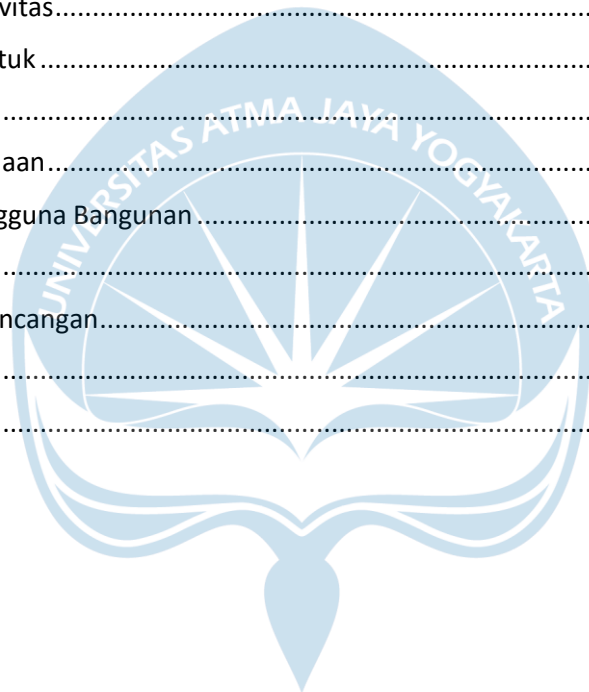 vitas........................................................................
tuk..........................................................................
................................................................................
aan..........................................................................
gguna Bangunan.....................................................
................................................................................
ncangan..................................................................
................................................................................
................................................................................
UNIVERSITAS ATMA JAYA YOGYAKARTA